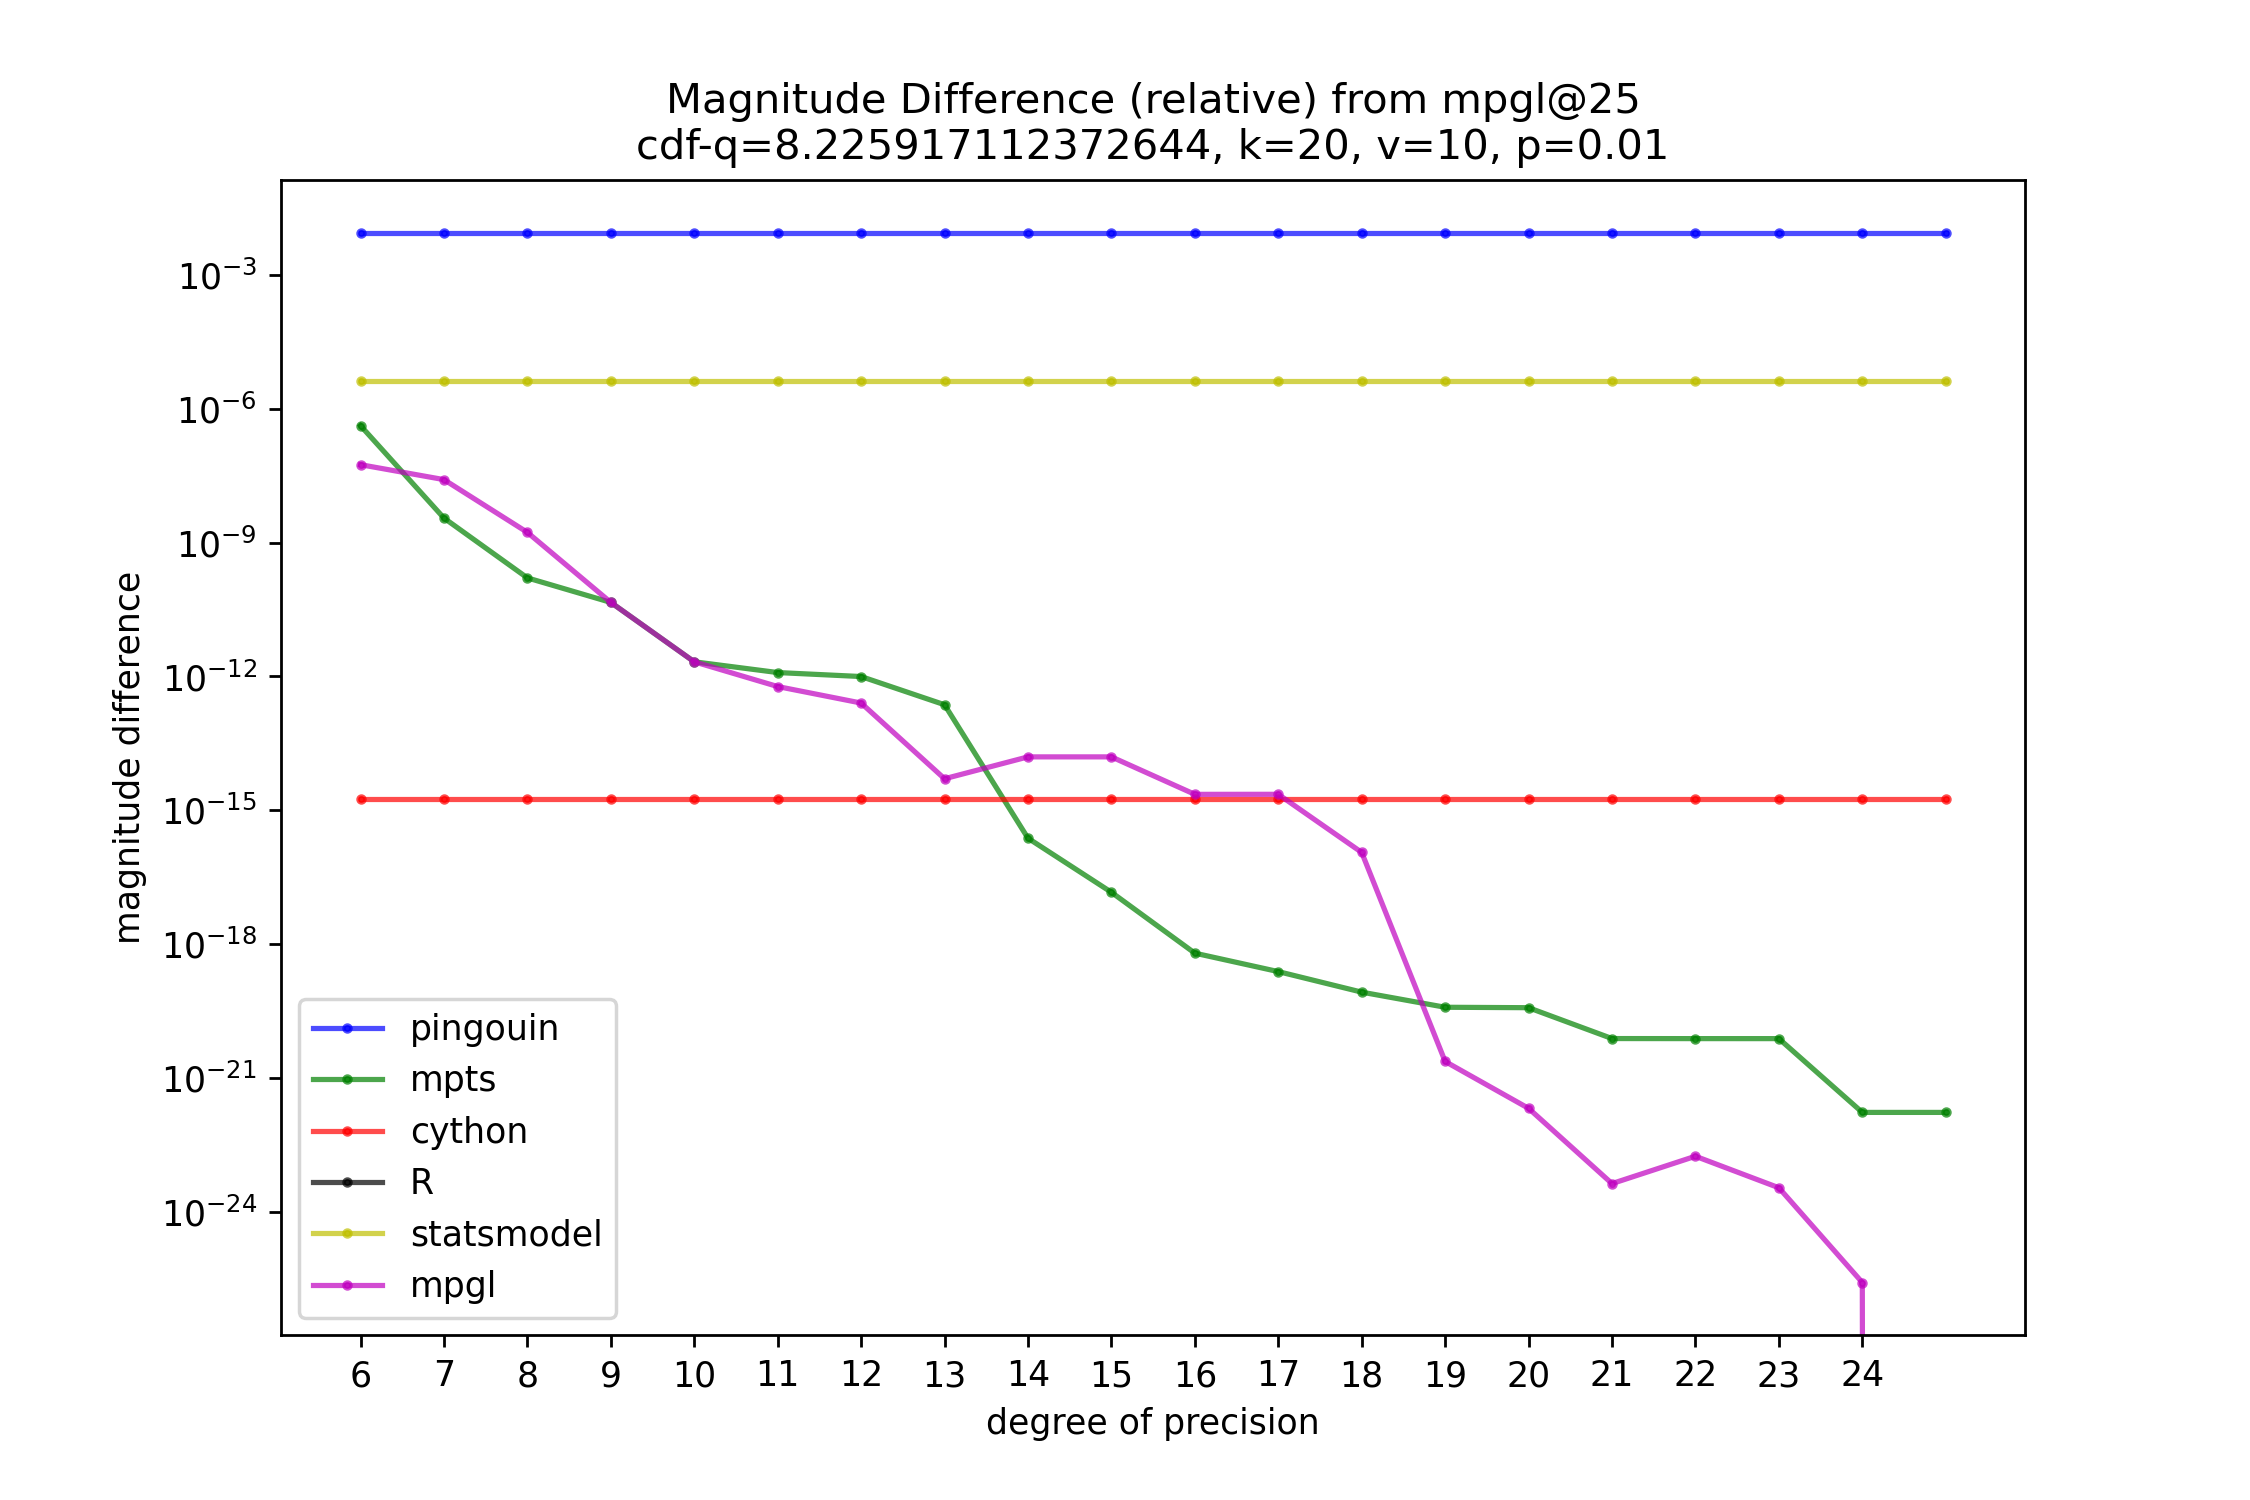 Magnitude Difference (relative) from mpgl@25
cdf-q=8.225917112372644, k=20, v=10, p=0.01
magnitude difference
10⁻³
10⁻⁶
10⁻⁹
10⁻¹²
10⁻¹⁵
10⁻¹⁸
10⁻²¹
10⁻²⁴
pingouin
mpts
cython
R
statsmodel
mpgl
6 7 8 9 10 11 12 13 14 15 16 17 18 19 20 21 22 23 24
degree of precision